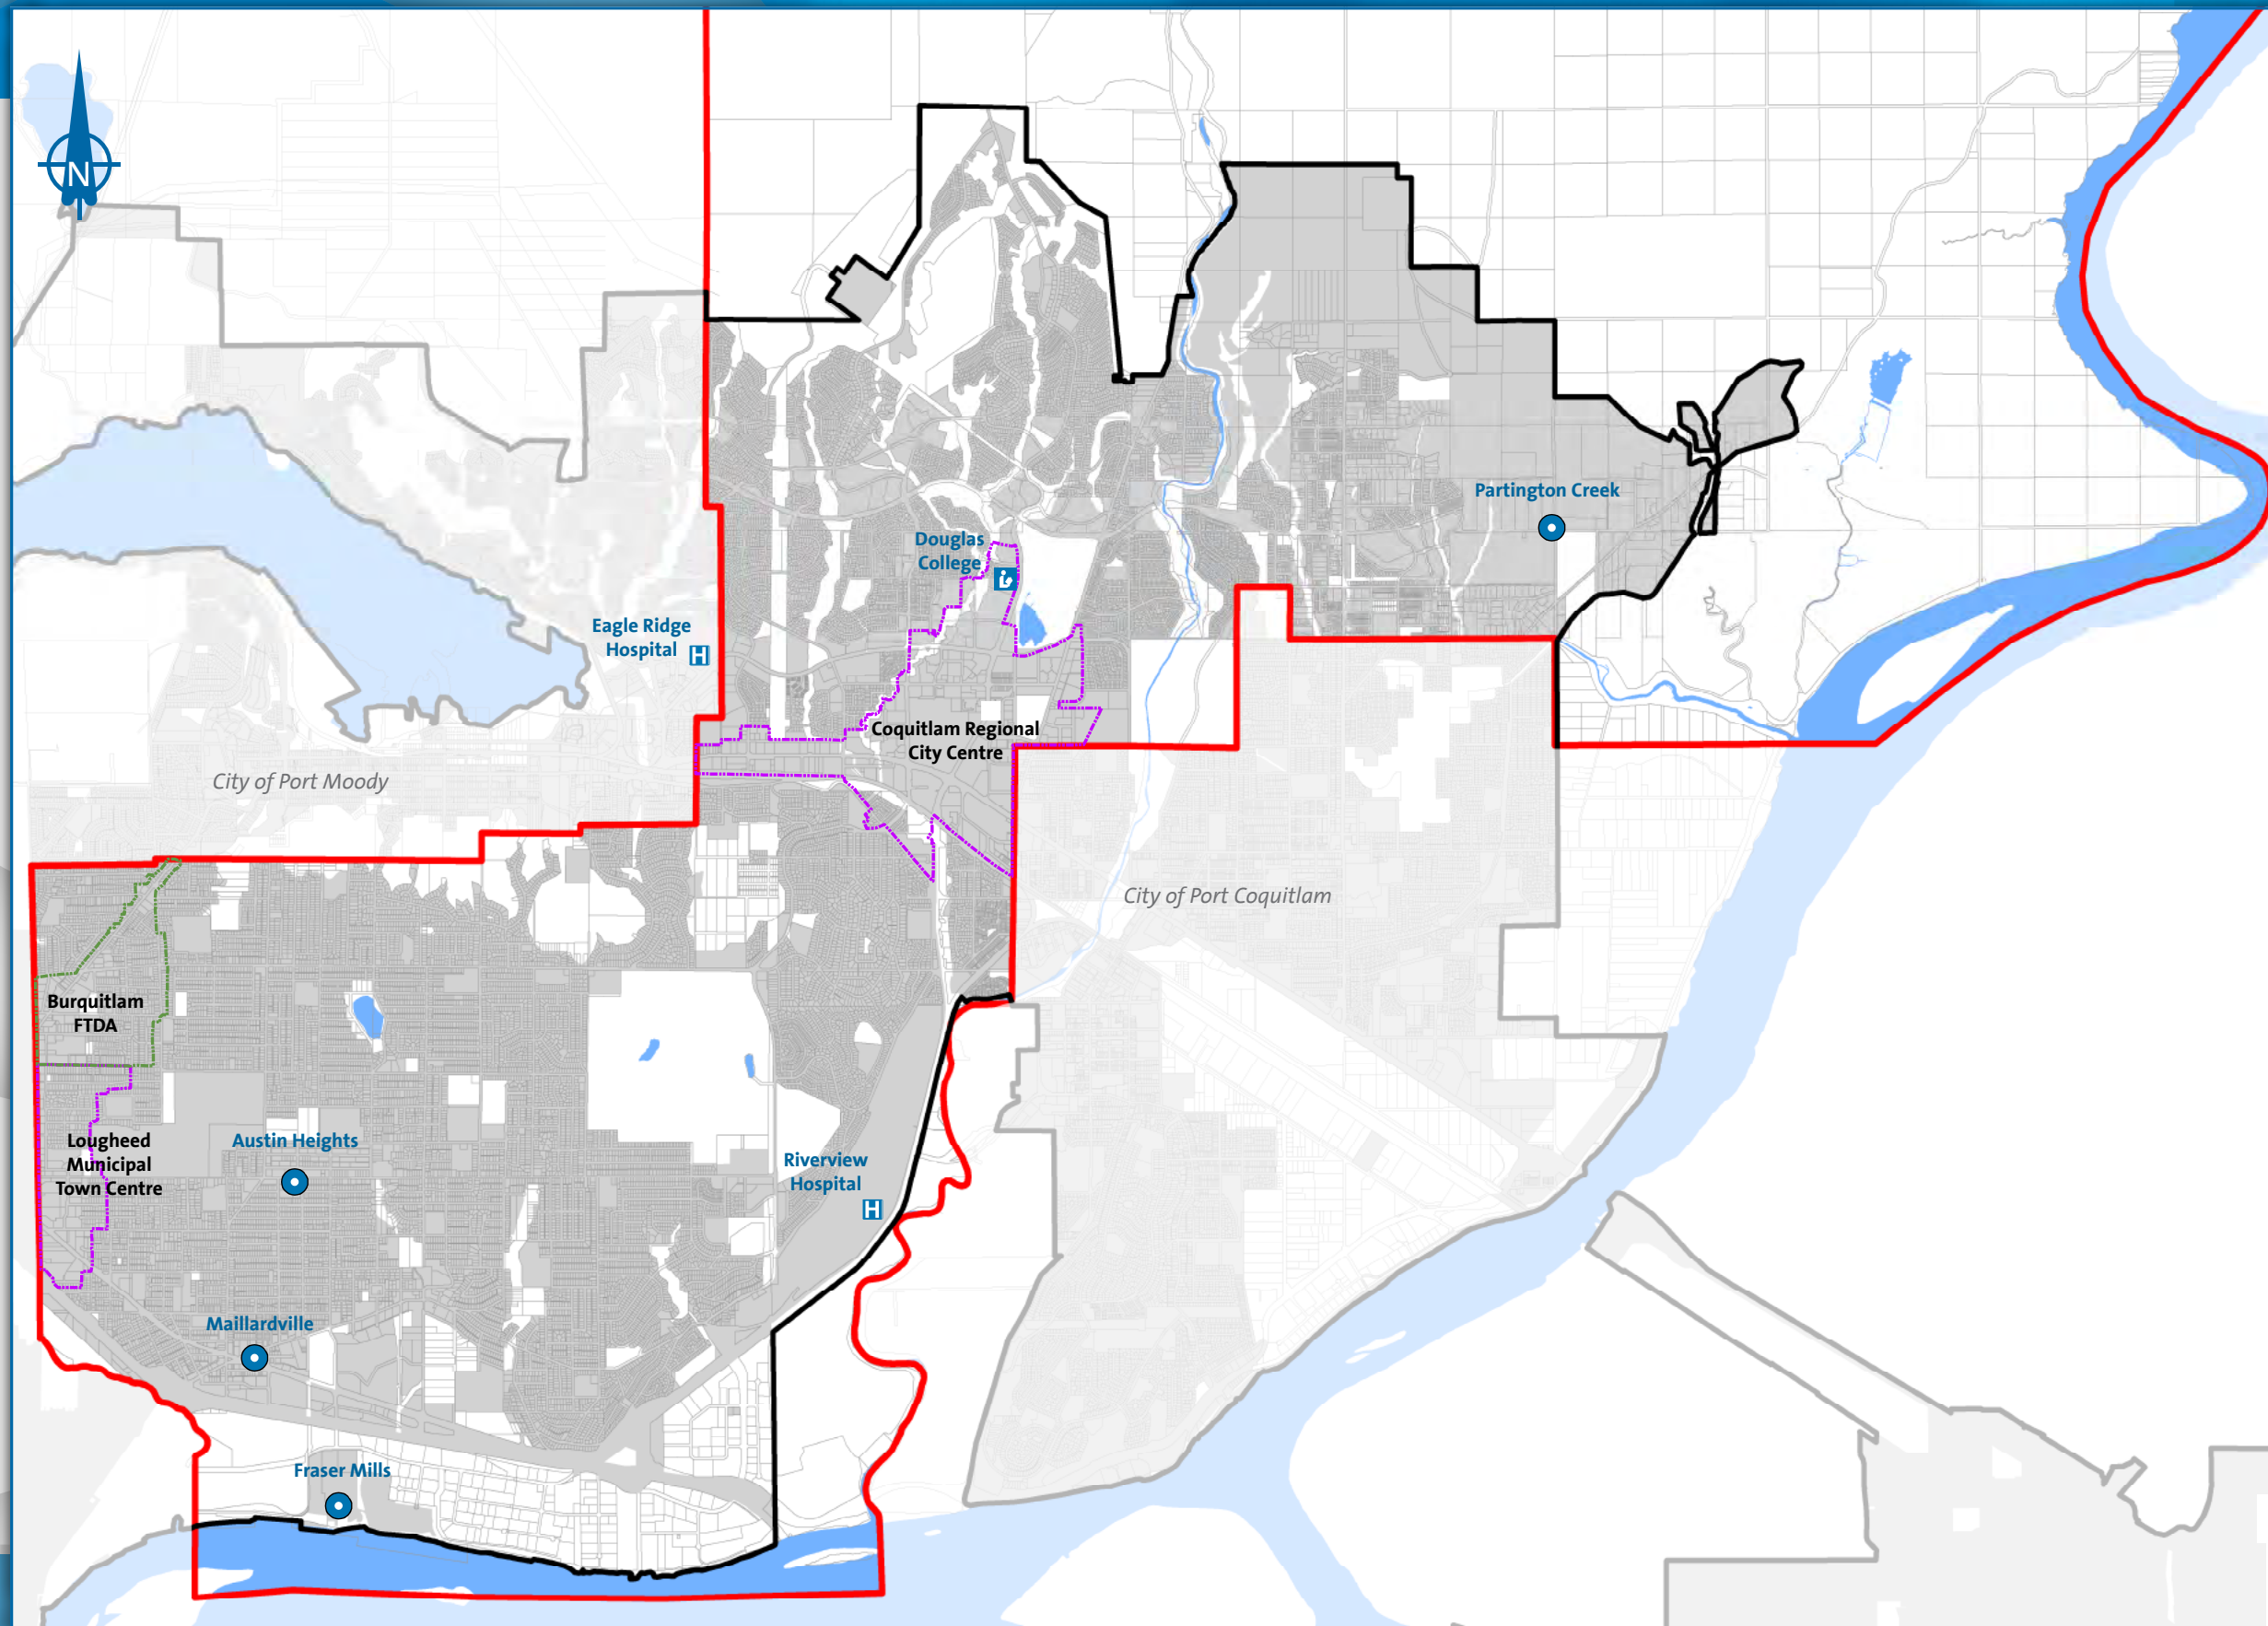 N
Partington Creek
Douglas
College
Eagle Ridge
Hospital
H
Coquitlam Regional
City Centre
City of Port Moody
City of Port Coquitlam
Burquitlam
FTDA
Lougheed
Municipal
Town Centre
Austin Heights
Riverview
Hospital
H
Maillardville
Fraser Mills